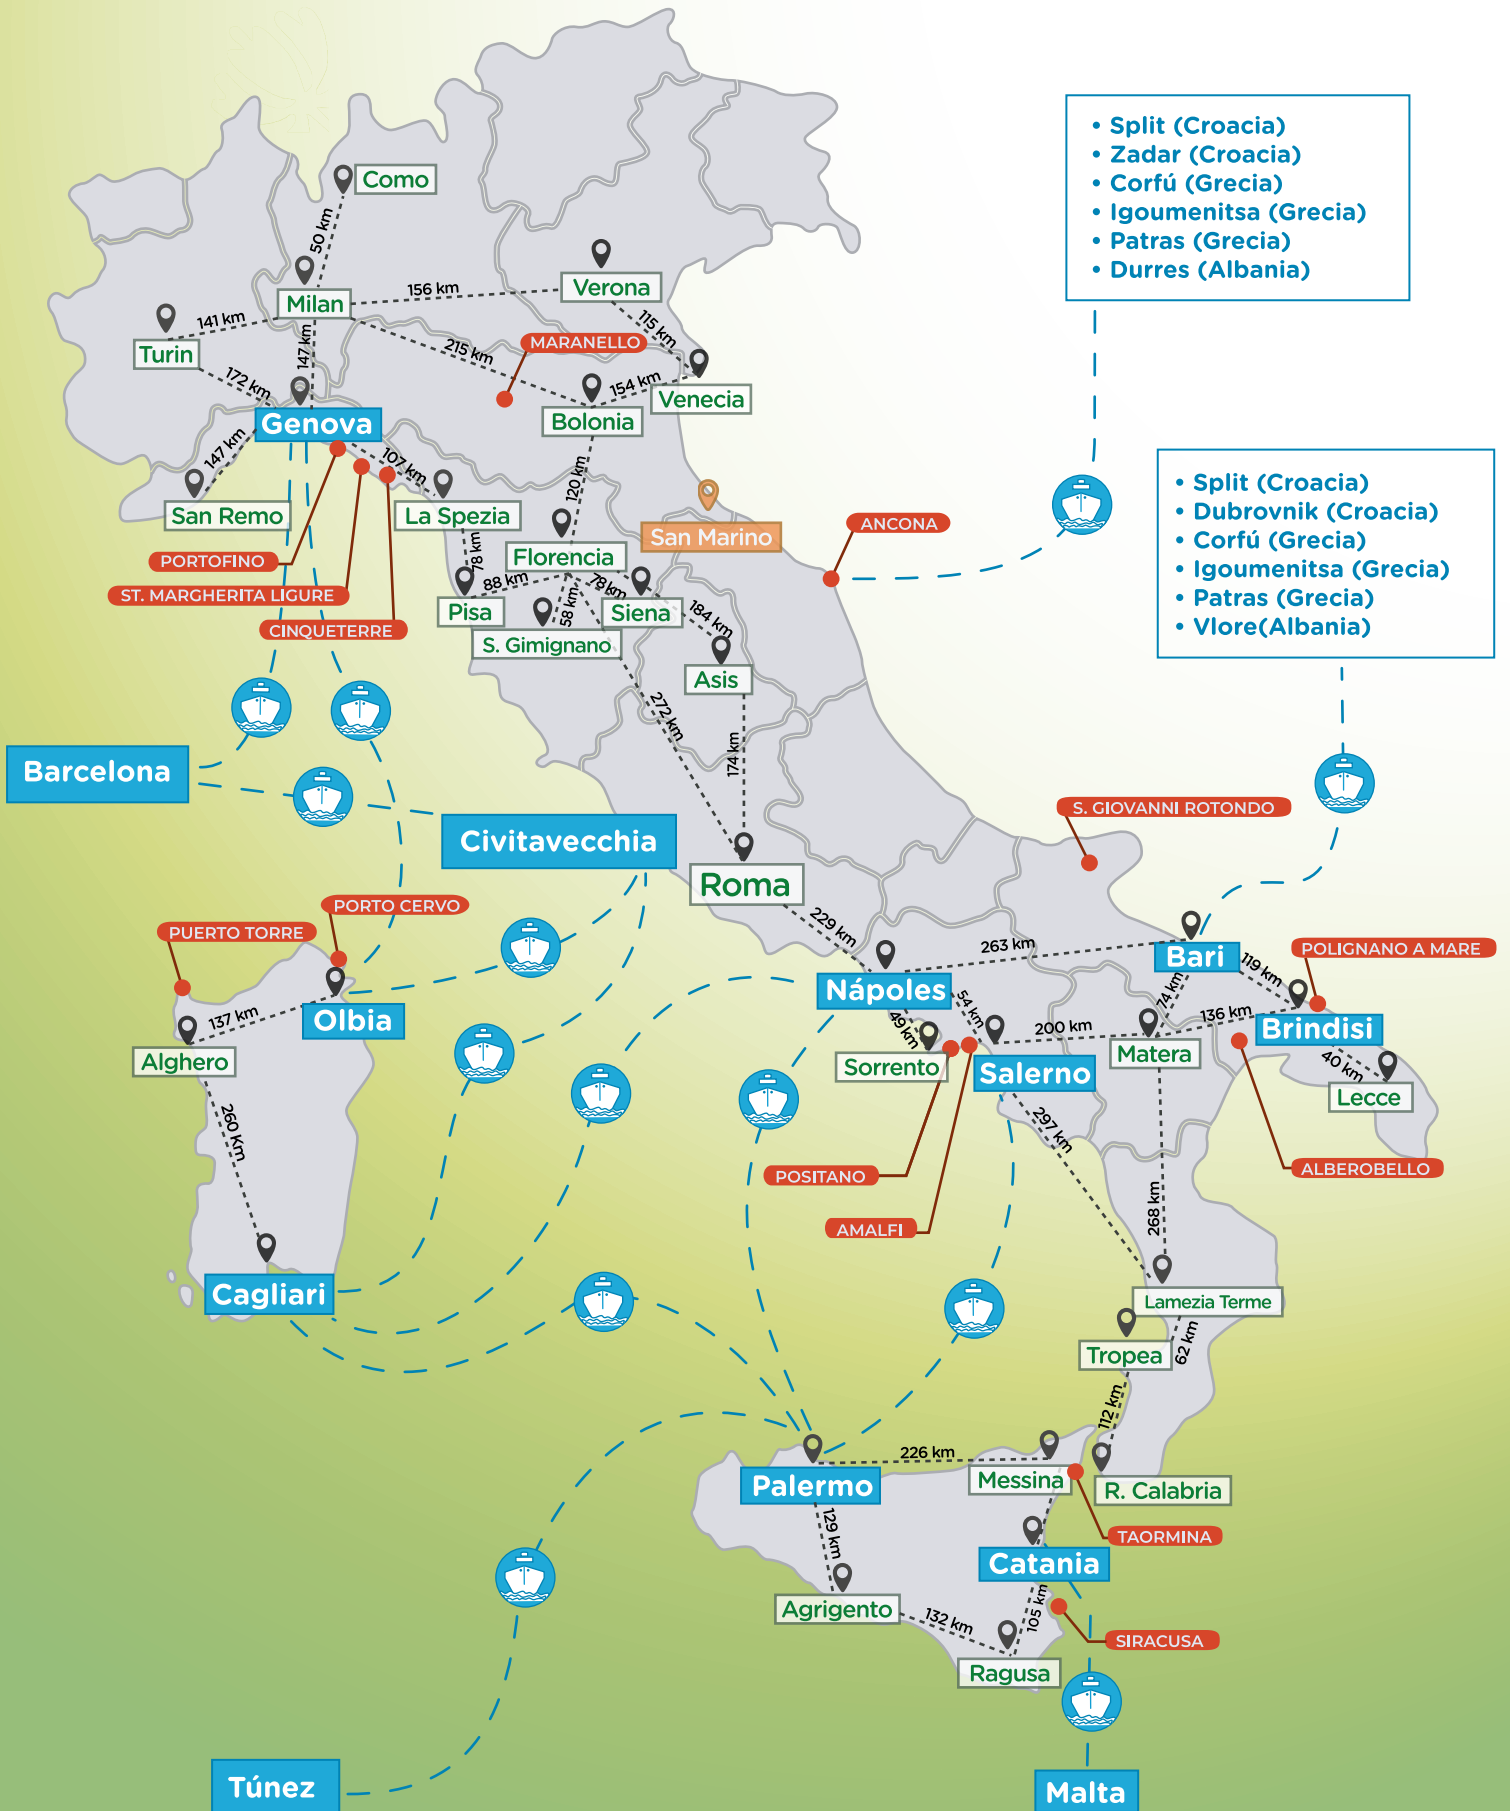 • Split (Croacia)
• Zadar (Croacia)
• Corfú (Grecia)
• Igoumenitsa (Grecia)
• Patras (Grecia)
• Durres (Albania)
Como
50 km
Milan
156 km
Verona
141 km
115 km
Turin
147 km
215 km
MARANELLO
172 km
154 km
Venecia
Genova
Bolonia
147 km
107 km
120 km
San Remo
La Spezia
San Marino
ANCONA
• Split (Croacia)
• Dubrovnik (Croacia)
• Corfú (Grecia)
• Igoumenitsa (Grecia)
• Patras (Grecia)
• Vlore(Albania)
PORTOFINO
78 km
Florencia
88 km
78km
ST. MARGHERITA LIGURE
Pisa
58 km
Siena
184 km
CINQUETERRE
S. Gimignano
Asis
272 km
174 km
Barcelona
Civitavecchia
S. GIOVANNI ROTONDO
Roma
PORTO CERVO
PUERTO TORRE
229 km
263 km
Bari
119 km
POLIGNANO A MARE
Nápoles
74 km
54 km
49 km
137 km
Olbia
200 km
136 km
Brindisi
Alghero
Sorrento
Salerno
Matera
40 km
Lecce
260 Km
297 km
POSITANO
ALBEROBELLO
AMALFI
268 km
Cagliari
Lamezia Terme
62 km
Tropea
112 km
226 km
Palermo
Messina
R. Calabria
129 km
TAORMINA
Catania
Agrigento
132 km
105 km
SIRACUSA
Ragusa
Túnez
Malta